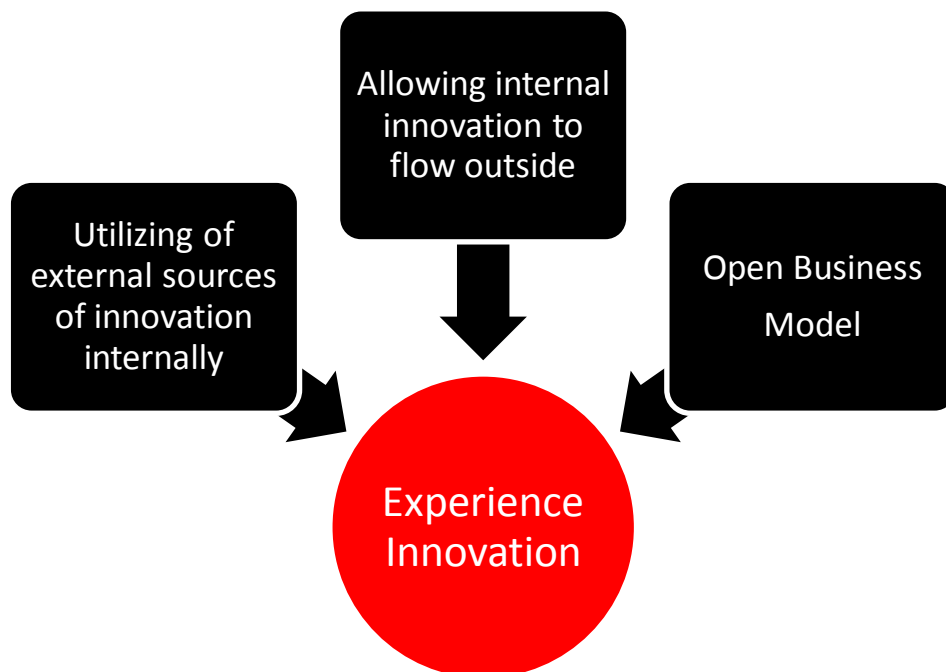 Allowing internal
innovation to
flow outside
Utilizing of
external sources
of innovation
internally
Open Business
Model
Experience
Innovation